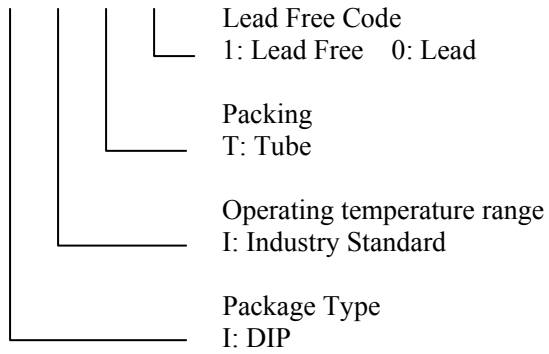 Lead Free Code
1: Lead Free 0: Lead
Packing
T: Tube
Operating temperature range
I: Industry Standard
Package Type
I: DIP